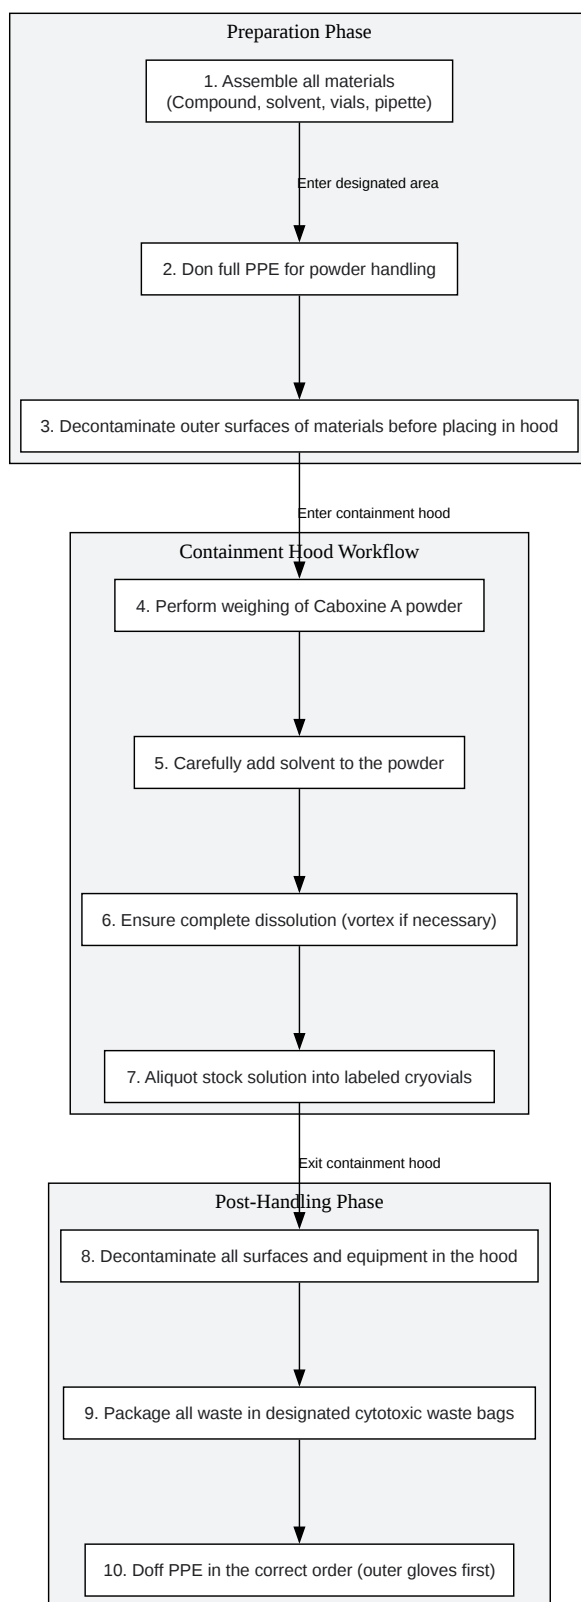 Preparation Phase
1. Assemble all materials
(Compound, solvent, vials, pipette)
Enter designated area
2. Don full PPE for powder handling
3. Decontaminate outer surfaces of materials before placing in hood
Enter containment hood
Containment Hood Workflow
4. Perform weighing of Caboxine A powder
5. Carefully add solvent to the powder
6. Ensure complete dissolution (vortex if necessary)
7. Aliquot stock solution into labeled cryovials
Exit containment hood
Post-Handling Phase
8. Decontaminate all surfaces and equipment in the hood
9. Package all waste in designated cytotoxic waste bags
10. Doff PPE in the correct order (outer gloves first)